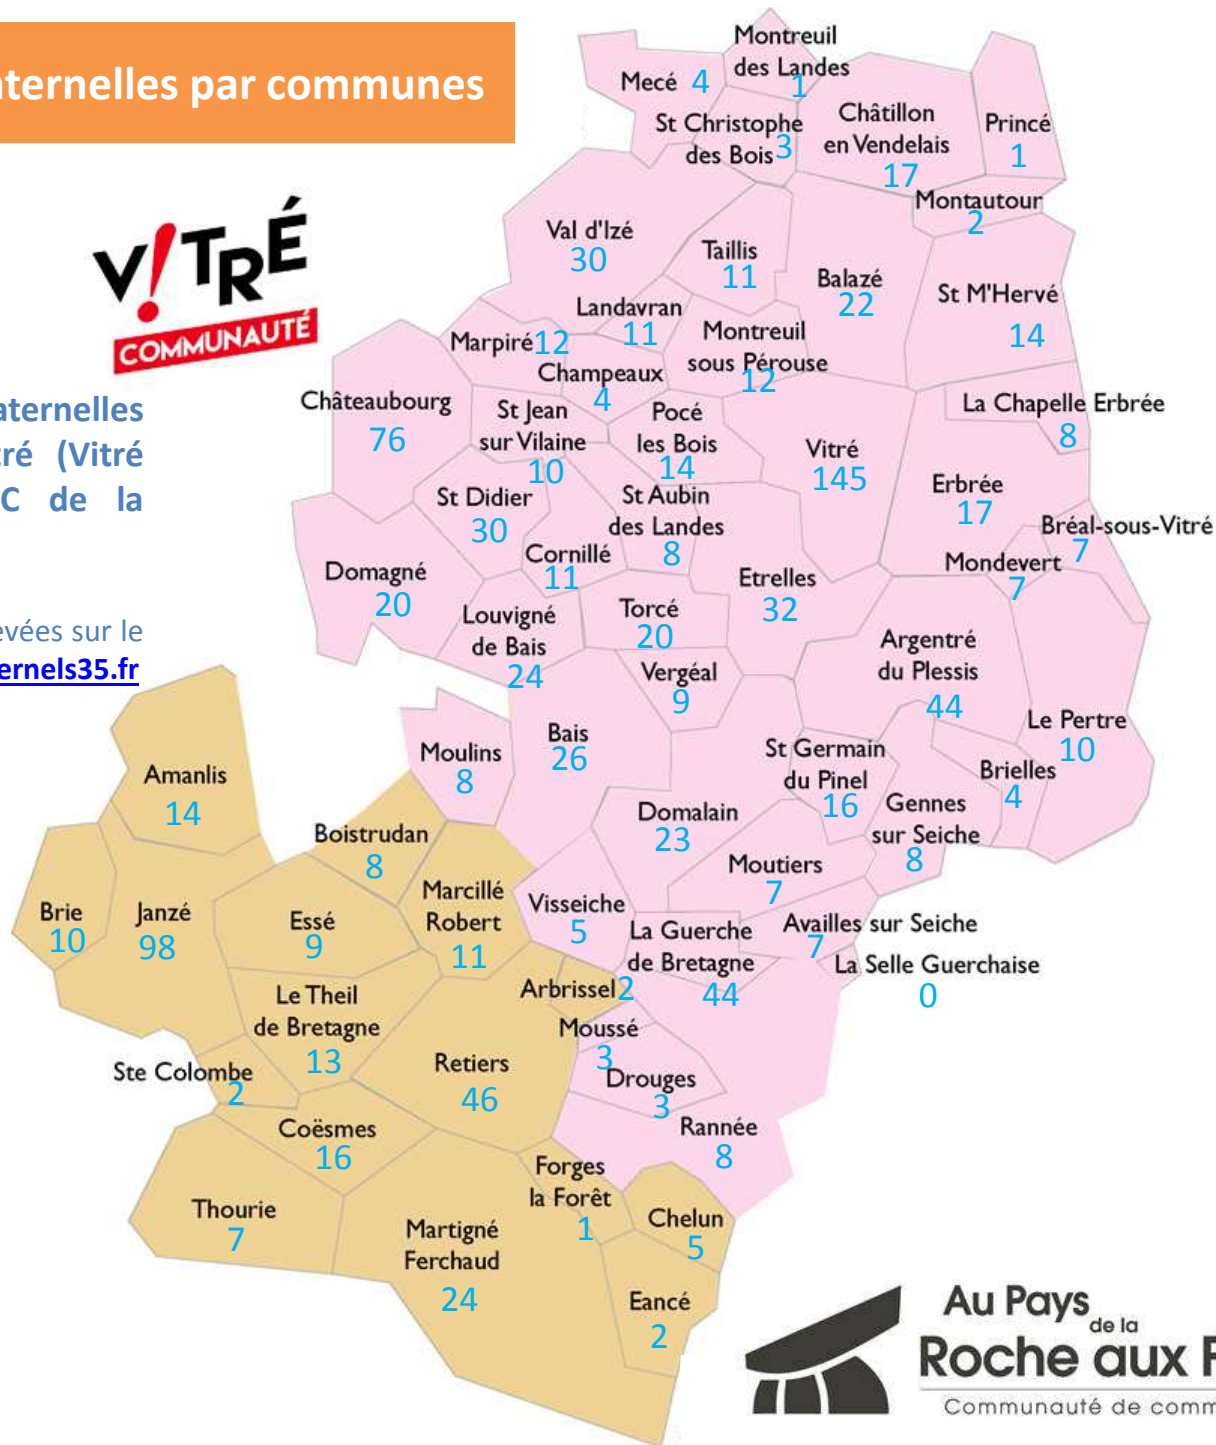 aternelles par communes
V!TRÉ
COMMUNAUTÉ
aternelles
tré (Vitré
C de la
evées sur le
ernels35.fr
Montreuil
des Landes
1
Mecé 4
St Christophe
des Bois 3
Châtillon
en Vendelais
17
Princé
1
Montautour
2
Val d'Izé
30
Taillis
11
Balazé
22
St M'Hervé
14
Landavran
11
Marpiré 12
Montreuil
sous Pérouse
12
Champeaux
4
Châteaubourg
76
St Jean
sur Vilaine
10
Pocé
les Bois
14
Vitré
145
La Chapelle Erbrée
8
Erbrée
17
St Didier
30
St Aubin
des Landes
8
Bréal-sous-Vitré
7
Cornillé
11
Mondevert
7
Domagné
20
Etrelles
32
Louvigné
de Bais
24
Torcé
20
Argentré
du Plessis
44
Vergéal
9
Le Pertre
10
Bais
26
Moulins
8
St Germain
du Pinel
16
Brielles
4
Amanlis
14
Domalain
23
Gennes
sur Seiche
8
Boistrudan
8
Moutiers
7
Marcillé
Robert
11
Visseiche
5
Brie
10
Janzé
98
Essé
9
La Guerche
de Bretagne
44
Availles sur Seiche
7
La Selle Guerchaise
0
Arbrissel 2
Le Theil
de Bretagne
13
Moussé
3
Retiers
46
Ste Colombe
2
Drouges
3
Coësmes
16
Rannée
8
Forges
la Forêt
1
Thourie
7
Chelun
5
Martigné
Ferchaud
24
Eancé
2
Au Pays
de la
Roche aux
Communauté de comm